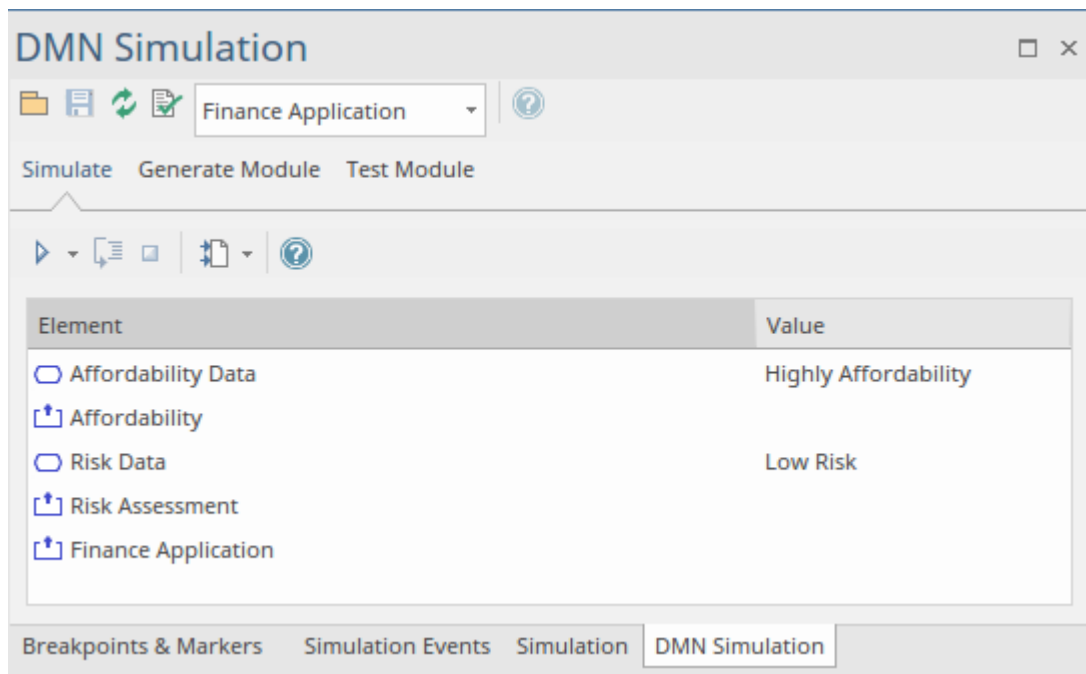 DMN Simulation
Finance Application
Simulate Generate Module Test Module
Element Value
Affordability Data Highly Affordability
Affordability
Risk Data Low Risk
Risk Assessment
Finance Application
Breakpoints & Markers Simulation Events Simulation DMN Simulation